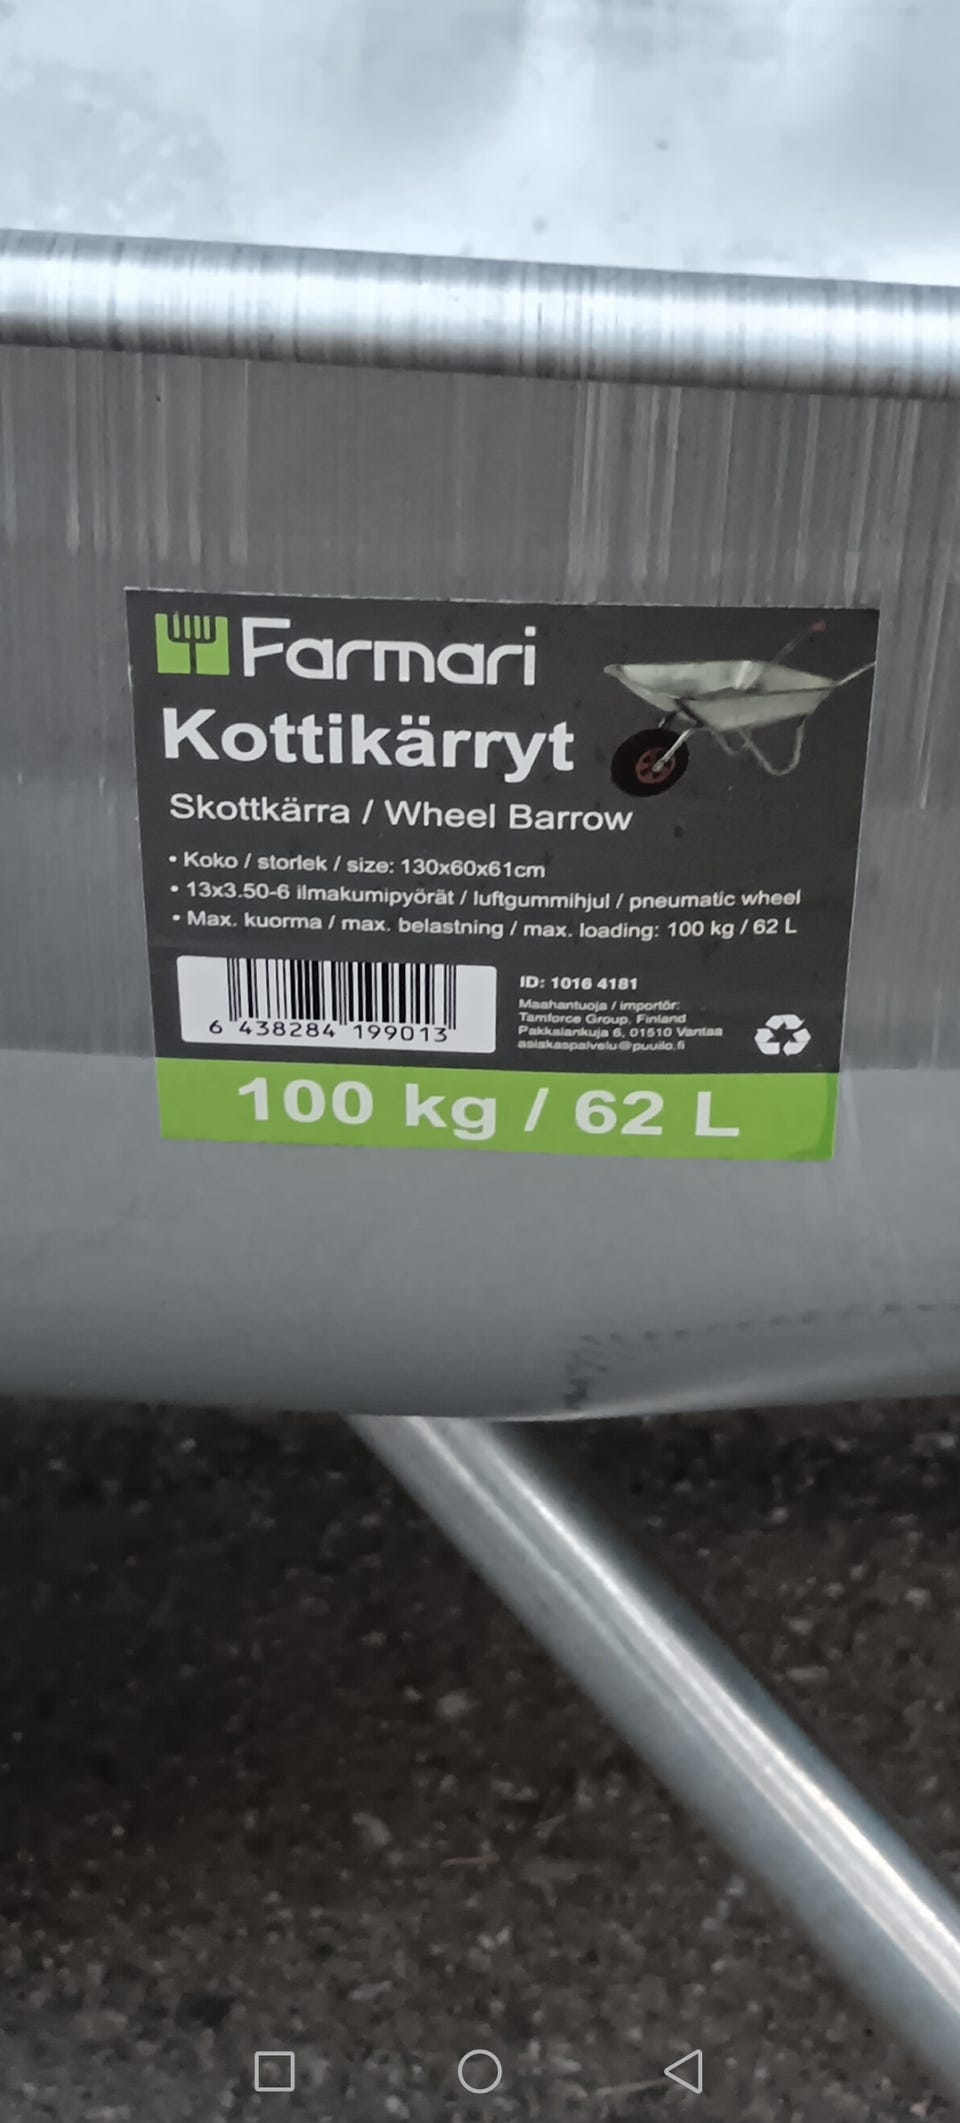 Farmari
Kottikärryt
Skottkärra / Wheel Barrow
• Koko / storlek / size: 130x60x61cm
• 13x3.50-6 ilmakumipyörät / luftgummihjul / pneumatic wheel
• Max. kuorma / max. belastning / max. loading: 100 kg / 62 L
6 438284 199013
ID: 1016 4181
Maahantuoja / importör:
Tamforce Group, Finland
Pakkalankuja 6, 01510 Vantaa
asiakaspalvelu@puuilo.fi
100 kg / 62 L